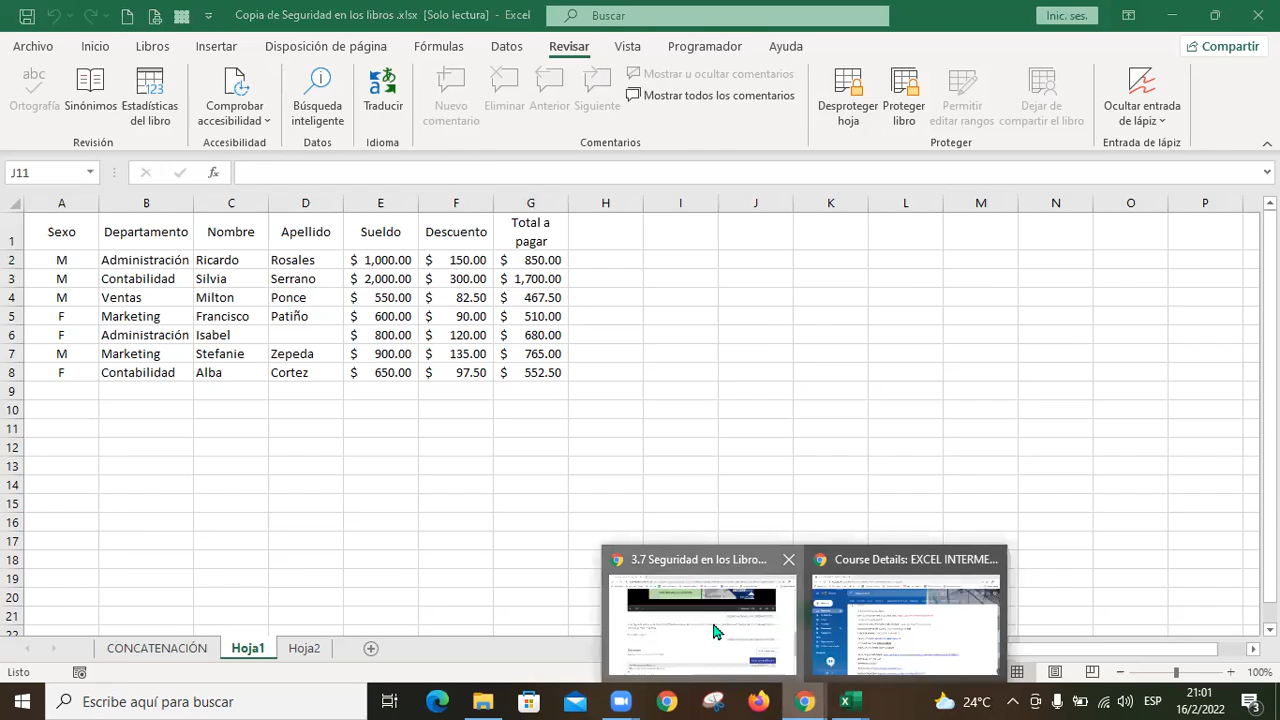 Copia de Seguridad en los libros .xlsx [Solo lectura] - Excel
Buscar
Inic. ses.
Archivo Inicio Libros Insertar Disposición de página Fórmulas Datos Revisar Vista Programador Ayuda Compartir
abc Ortografía
Sinónimos
123 Estadísticas del libro
Comprobar accesibilidad
Búsqueda inteligente
Traducir
Nuevo comentario
Eliminar Anterior Siguiente
Mostrar u ocultar comentarios
Mostrar todos los comentarios
Desproteger hoja
Proteger libro
Permitir editar rangos
Dejar de compartir el libro
Ocultar entrada de lápiz
Revisión Accesibilidad Datos Idioma Comentarios Proteger Entrada de lápiz
J11 fx
A B C D E F G H I J K L M N O P
1 Sexo Departamento Nombre Apellido Sueldo Descuento Total a pagar
2 M Administración Ricardo Rosales $ 1,000.00 $ 150.00 $ 850.00
3 M Contabilidad Silvia Serrano $ 2,000.00 $ 300.00 $ 1,700.00
4 M Ventas Milton Ponce $ 550.00 $ 82.50 $ 467.50
5 F Marketing Francisco Patiño $ 600.00 $ 90.00 $ 510.00
6 F Administración Isabel $ 800.00 $ 120.00 $ 680.00
7 M Marketing Stefanie Zepeda $ 900.00 $ 135.00 $ 765.00
8 F Contabilidad Alba Cortez $ 650.00 $ 97.50 $ 552.50
9
10
11
12
13
14
15
16
17
18
19
20
21
22
3.7 Seguridad en los Libro...
Course Details: EXCEL INTERME...
Hoja1 Hoja2
100%
Escribe aquí para buscar
24°C
ESP
21:01
16/2/2022
3